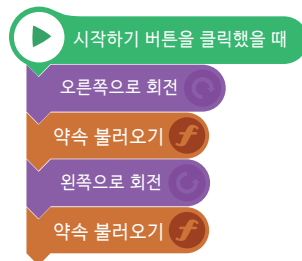 시작하기 버튼을 클릭했을 때
오른쪽으로 회전
약속 불러오기 f
왼쪽으로 회전
약속 불러오기 f